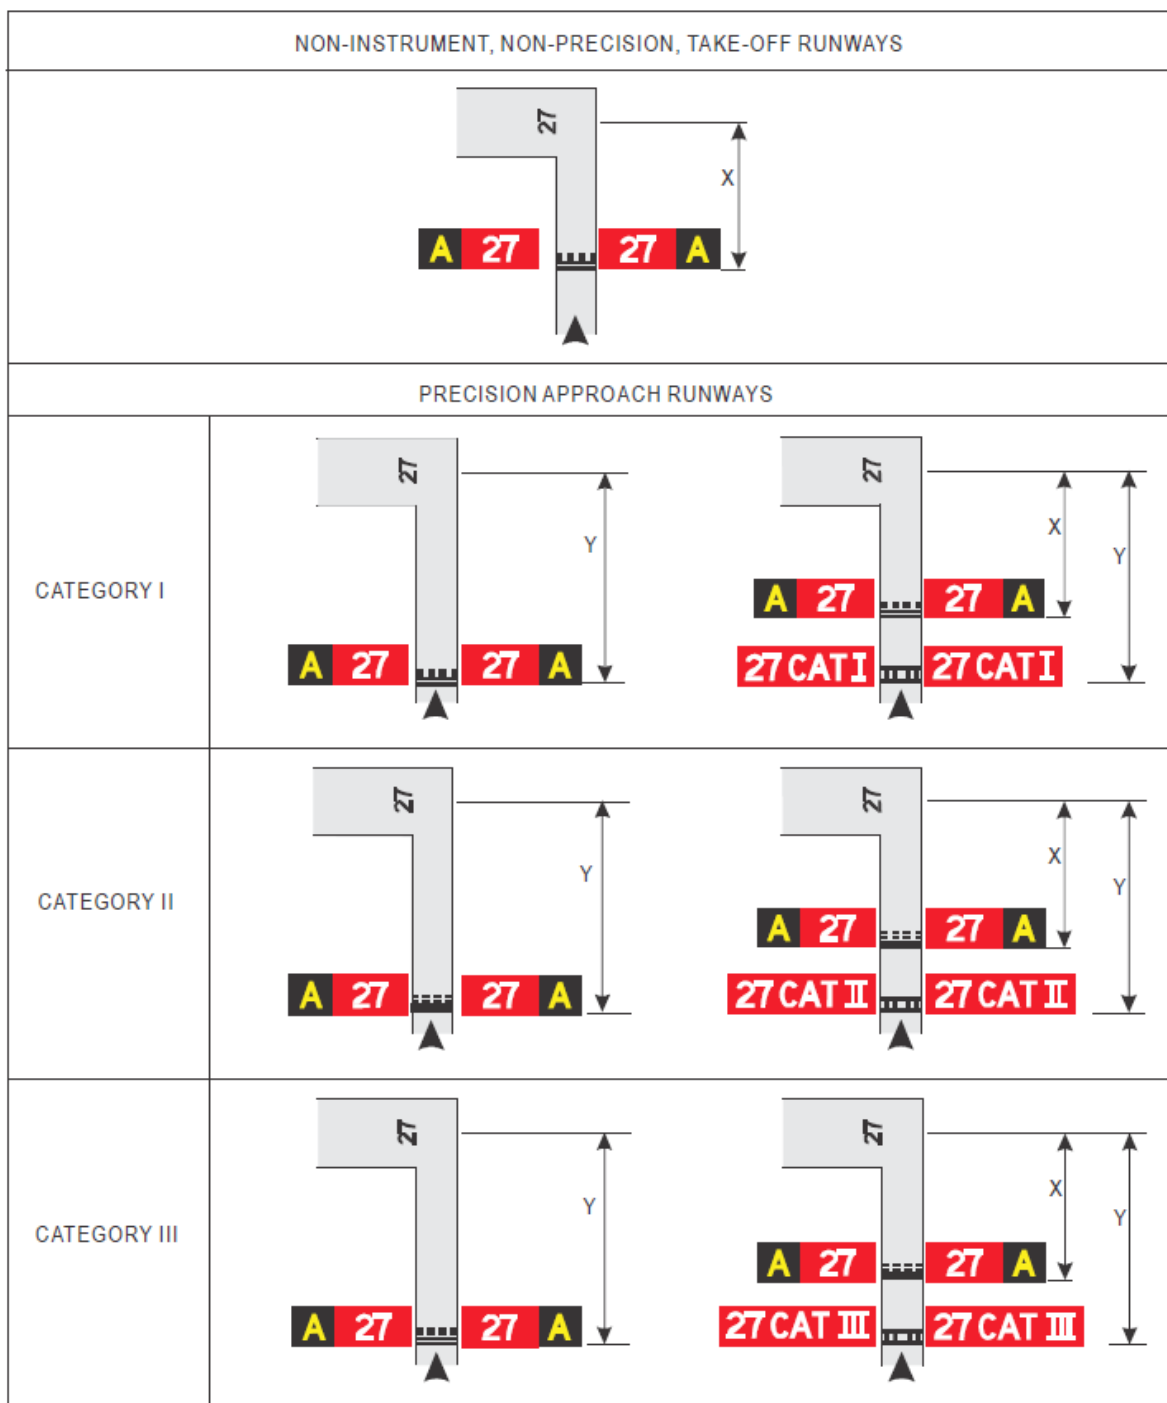 NON-INSTRUMENT, NON-PRECISION, TAKE-OFF RUNWAYS
27
X
A 27 27 A
PRECISION APPROACH RUNWAYS
CATEGORY I
27
Y
A 27 27 A
27
X
Y
A 27 27 A
27 CAT I 27 CAT I
CATEGORY II
27
Y
A 27 27 A
27
X
Y
A 27 27 A
27 CAT II 27 CAT II
CATEGORY III
27
Y
A 27 27 A
27
X
Y
A 27 27 A
27 CAT III 27 CAT III